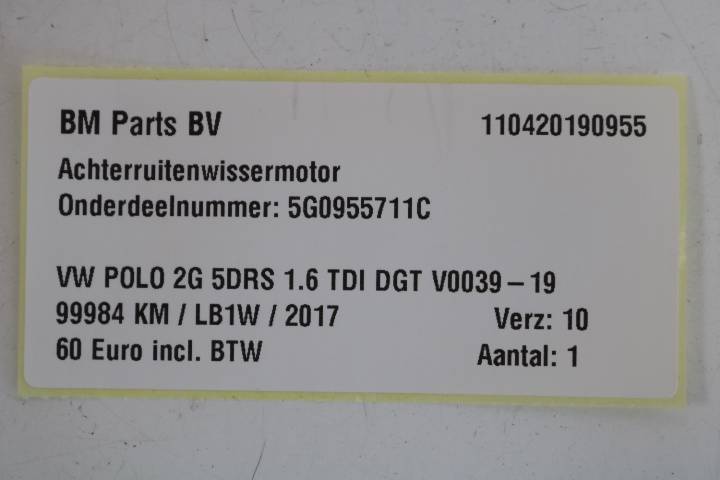 BM Parts BV 110420190955
Achterruitenwissermotor
Onderdeelnummer: 5G0955711C
VW POLO 2G 5DRS 1.6 TDI DGT V0039 – 19
99984 KM / LB1W / 2017 Verz: 10
60 Euro incl. BTW Aantal: 1